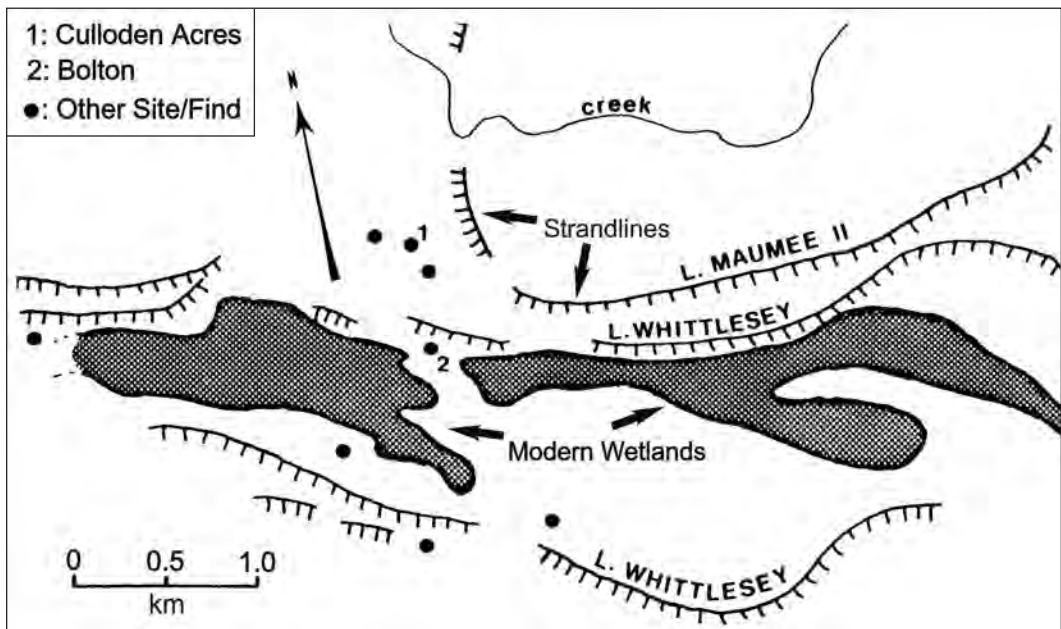 1: Culloden Acres
2: Bolton
●: Other Site/Find
N
creek
1
Strandlines
L. MAUMEE II
L. WHITTLESEY
2
Modern Wetlands
L. WHITTLESEY
0 0.5 1.0
km